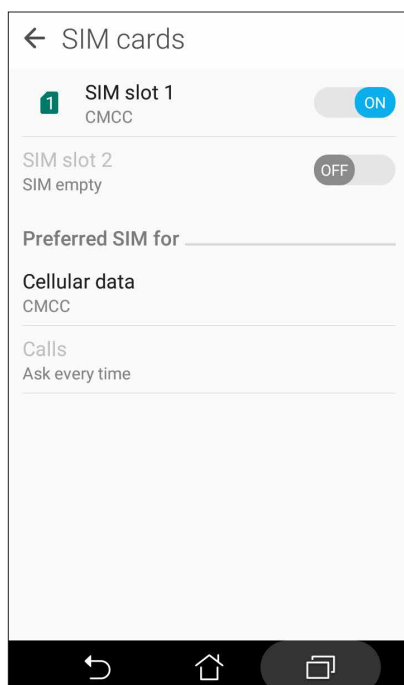 SIM cards
1
SIM slot 1
CMCC
ON
SIM slot 2
SIM empty
OFF
Preferred SIM for
Cellular data
CMCC
Calls
Ask every time